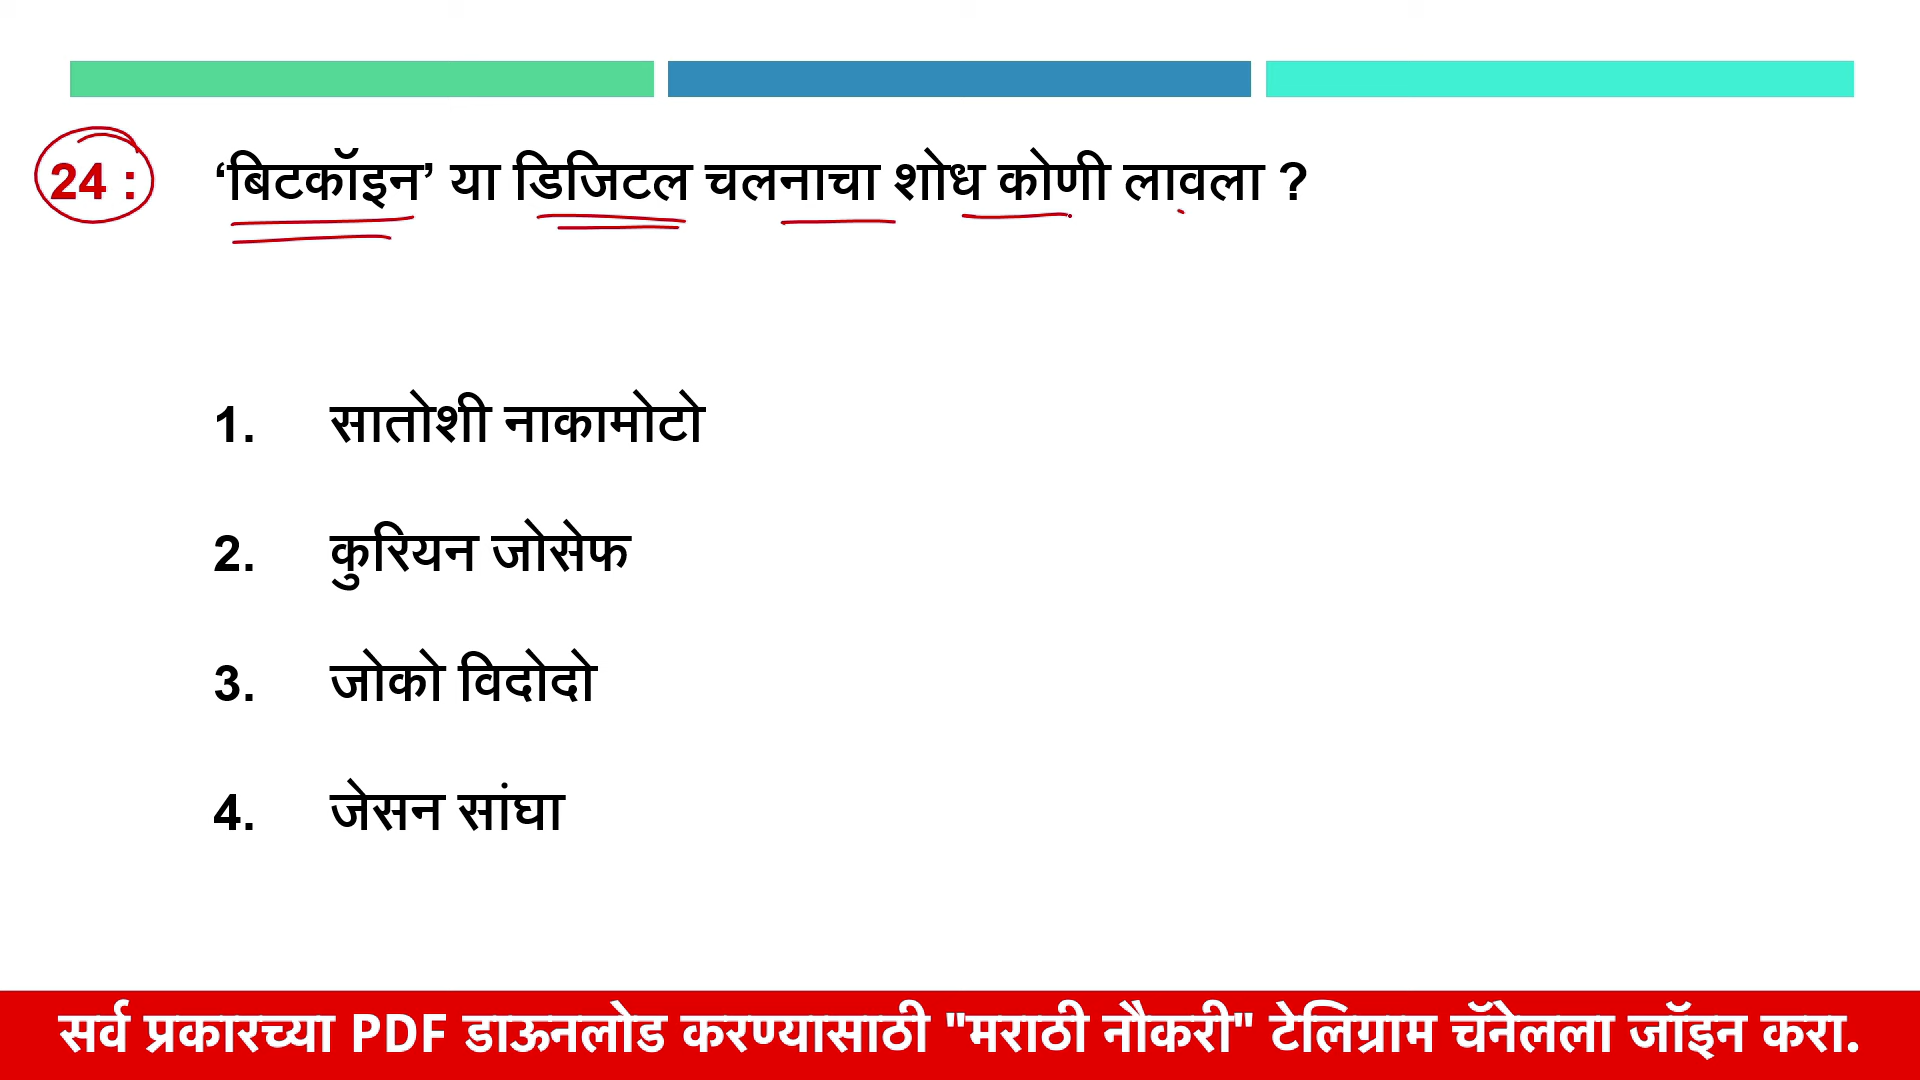 24 : ‘बिटकॉइन’ या डिजिटल चलनाचा शोध कोणी लावला ?
1. सातोशी नाकामोटो
2. कुरियन जोसेफ
3. जोको विदोदो
4. जेसन सांघा
सर्व प्रकारच्या PDF डाऊनलोड करण्यासाठी "मराठी नौकरी" टेलिग्राम चॅनेलला जॉइन करा.